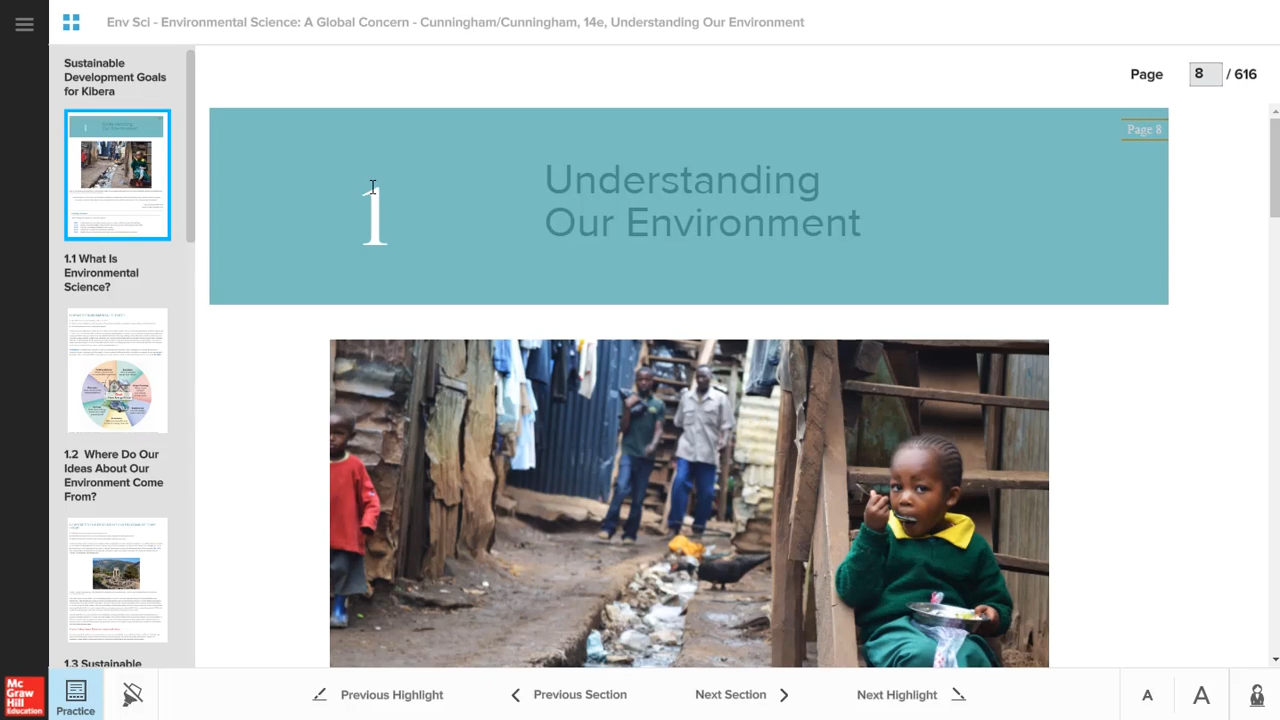 Env Sci - Environmental Science: A Global Concern - Cunningham/Cunningham, 14e, Understanding Our Environment
Sustainable
Development Goals
for Kibera
1.1 What Is
Environmental
Science?
1.2 Where Do Our
Ideas About Our
Environment Come
From?
1.3 Sustainable
Page 8 / 616
Page 8
1
Understanding
Our Environment
Mc
Graw
Hill
Education
Practice
Previous Highlight
Previous Section
Next Section
Next Highlight
A
A